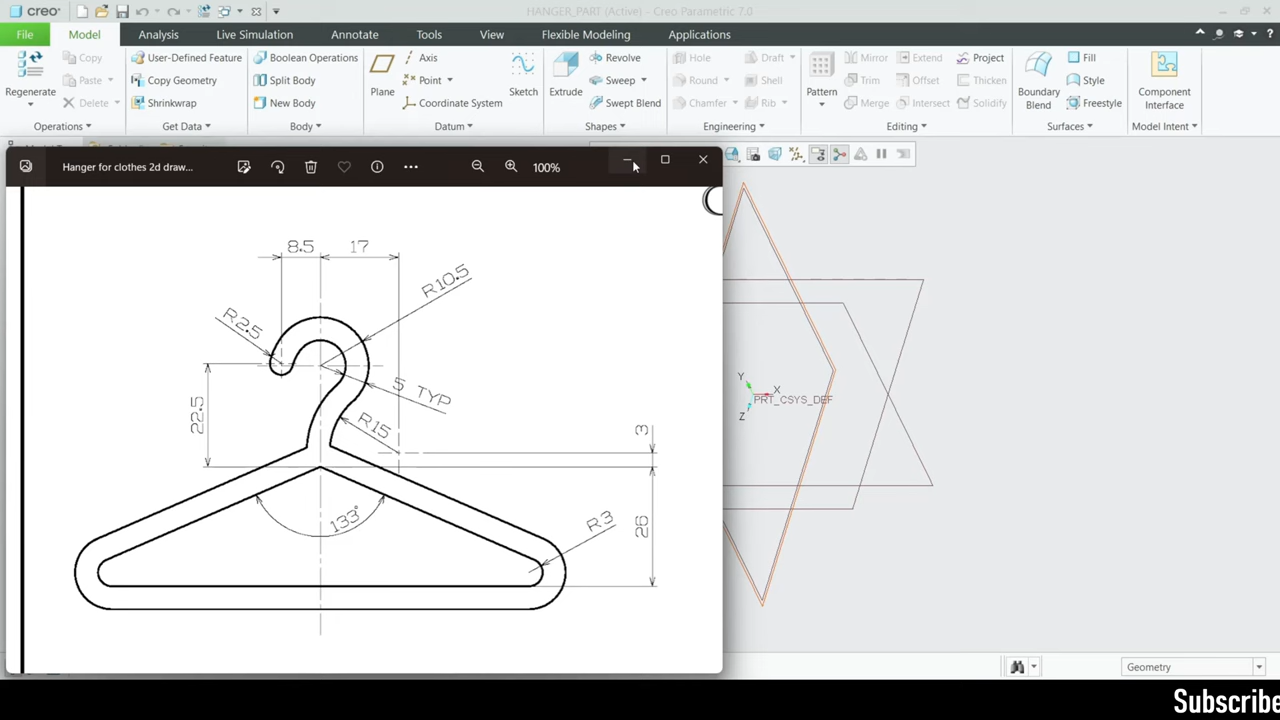 creo
HANGER_PART (Active) - Creo Parametric 7.0
File Model Analysis Live Simulation Annotate Tools View Flexible Modeling Applications
Regenerate
Copy
Paste
Delete
Operations
User-Defined Feature
Copy Geometry
Shrinkwrap
Get Data
Boolean Operations
Split Body
New Body
Body
Plane
Axis
Point
Coordinate System
Sketch
Datum
Extrude
Revolve
Sweep
Swept Blend
Shapes
Hole
Round
Chamfer
Draft
Shell
Rib
Engineering
Pattern
Mirror
Trim
Merge
Extend
Offset
Intersect
Project
Thicken
Solidify
Editing
Boundary
Blend
Fill
Style
Freestyle
Surfaces
Component
Interface
Model Intent
Hanger for clothes 2d draw...
100%
8.5
17
R10.5
R2.5
5 TYP
22.5
R15
3
133°
R3
26
Y
X
PRT_CSYS_DEF
Z
Geometry
Subscribe